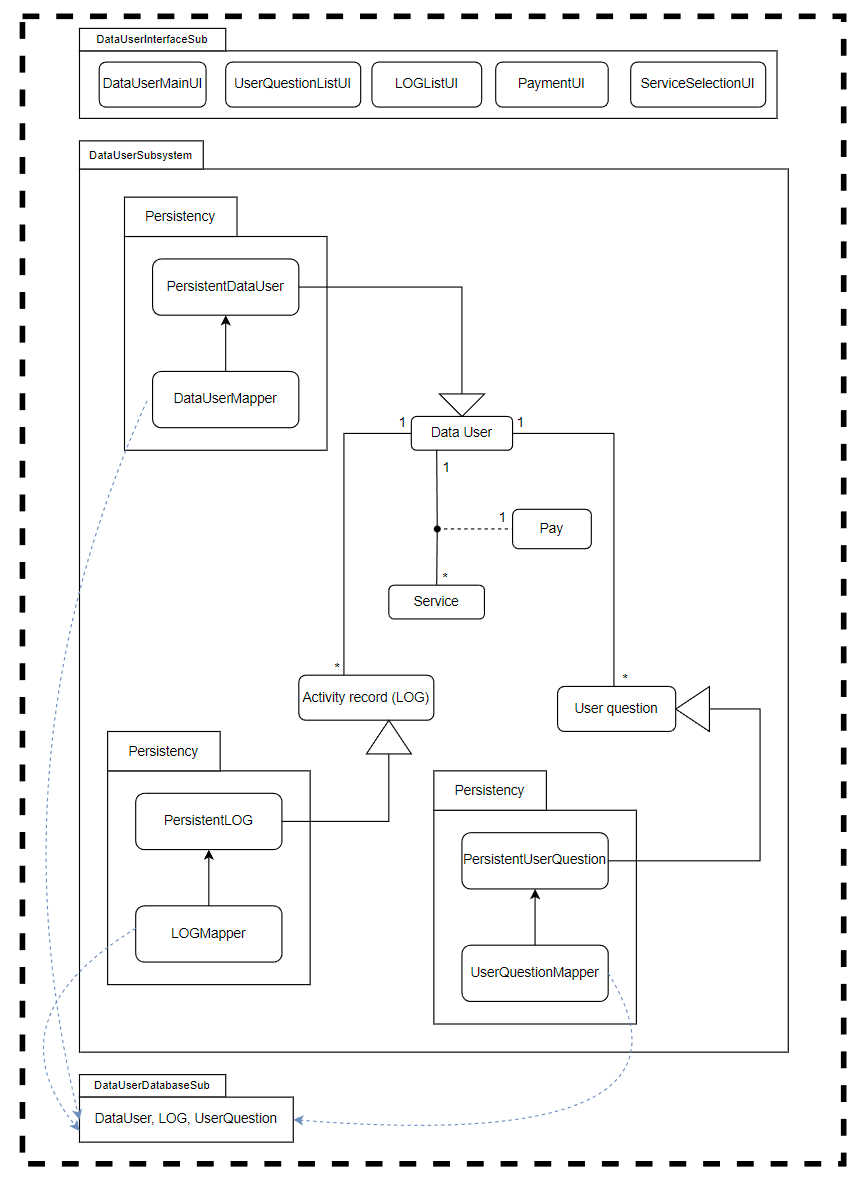 DataUserInterfaceSub
DataUserMainUI
UserQuestionListUI
LOGListUI
PaymentUI
ServiceSelectionUI
DataUserSubsystem
Persistency
PersistentDataUser
DataUserMapper
1
Data User
1
1
1
Pay
*
Service
*
Activity record (LOG)
*
User question
Persistency
PersistentLOG
LOGMapper
Persistency
PersistentUserQuestion
UserQuestionMapper
DataUserDatabaseSub
DataUser, LOG, UserQuestion